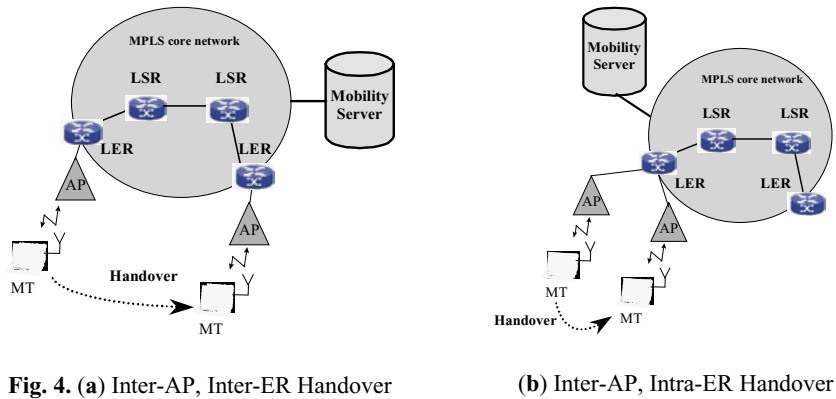 MPLS core network
LSR
LSR
Mobility
Server
LER
LER
AP
AP
MT
Handover
MT
Fig. 4. (a) Inter-AP, Inter-ER Handover
Mobility
Server
MPLS core network
LSR
LSR
LER
LER
AP
AP
MT
MT
Handover
(b) Inter-AP, Intra-ER Handover